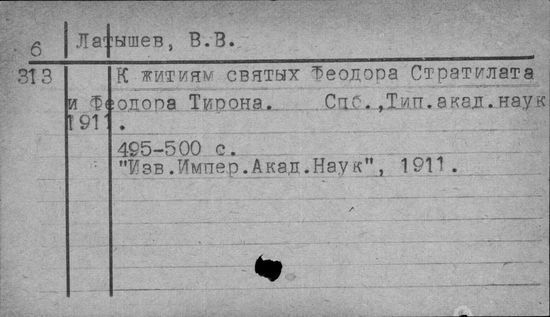 6 Латышев, В.В.
313 К житиям святых Феодора Стратилата
и Феодора Тирона. Спб.,Тип.акад.наук
1911.
495-500 с.
"Изв.Импер.Акад.Наук", 1911.